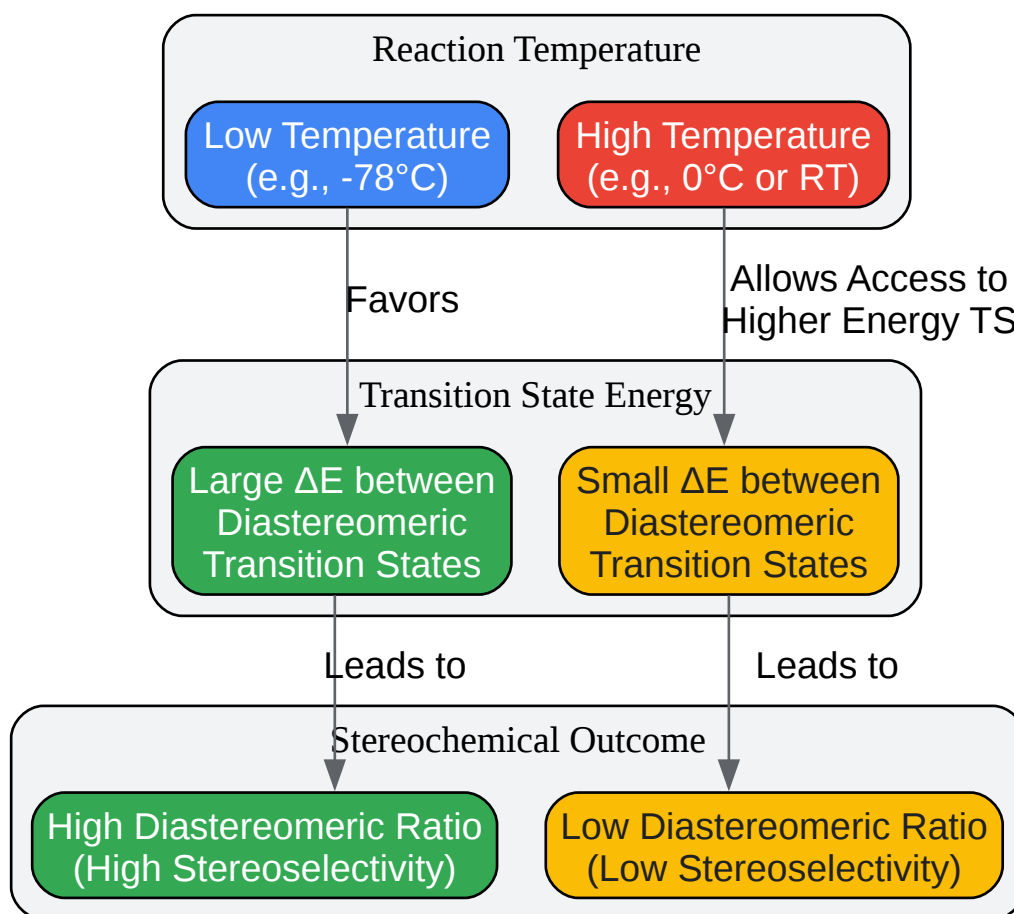 Reaction Temperature
Low Temperature
(e.g., -78°C)
High Temperature
(e.g., 0°C or RT)
Favors
Allows Access to
Higher Energy TS
Transition State Energy
Large ΔE between
Diastereomeric
Transition States
Small ΔE between
Diastereomeric
Transition States
Leads to
Leads to
Stereochemical Outcome
High Diastereomeric Ratio
(High Stereoselectivity)
Low Diastereomeric Ratio
(Low Stereoselectivity)